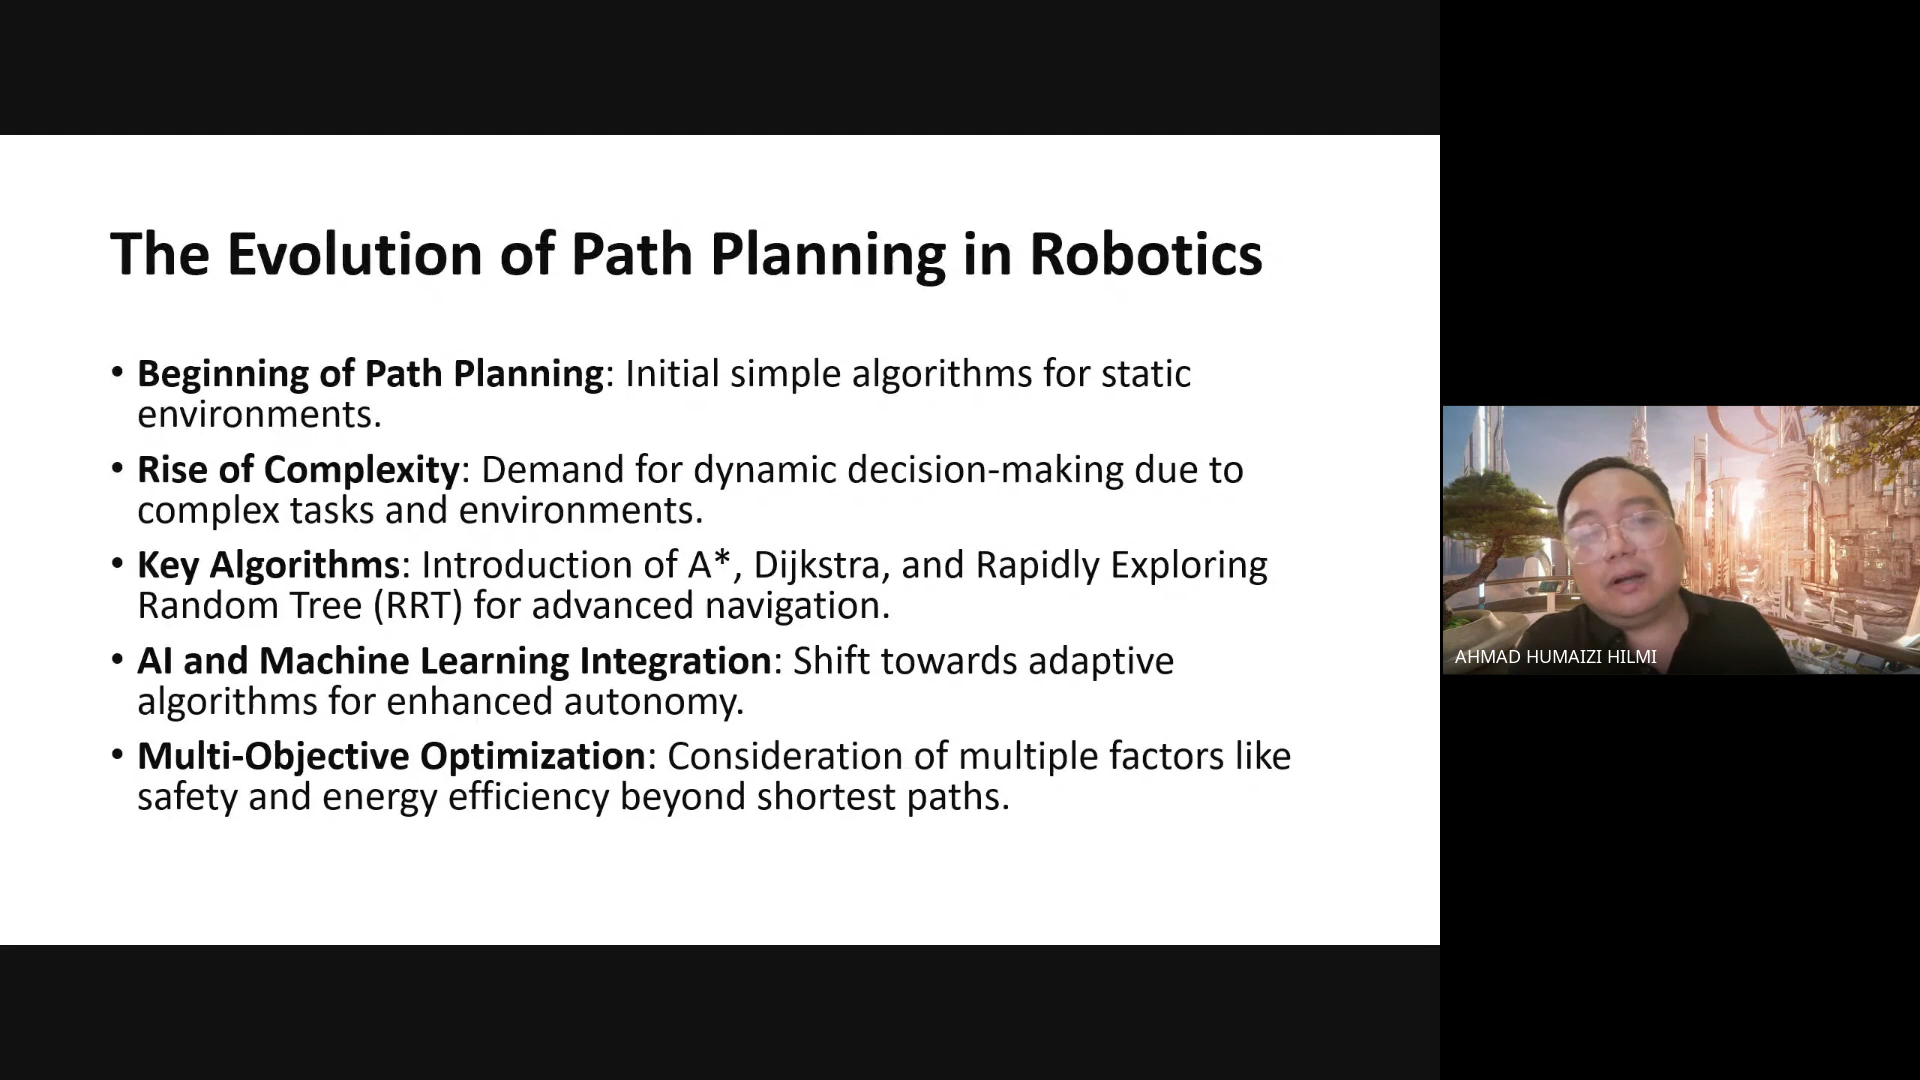 The Evolution of Path Planning in Robotics
• Beginning of Path Planning: Initial simple algorithms for static
environments.
• Rise of Complexity: Demand for dynamic decision-making due to
complex tasks and environments.
• Key Algorithms: Introduction of A*, Dijkstra, and Rapidly Exploring
Random Tree (RRT) for advanced navigation.
• AI and Machine Learning Integration: Shift towards adaptive
algorithms for enhanced autonomy.
• Multi-Objective Optimization: Consideration of multiple factors like
safety and energy efficiency beyond shortest paths.
AHMAD HUMAIZI HILMI